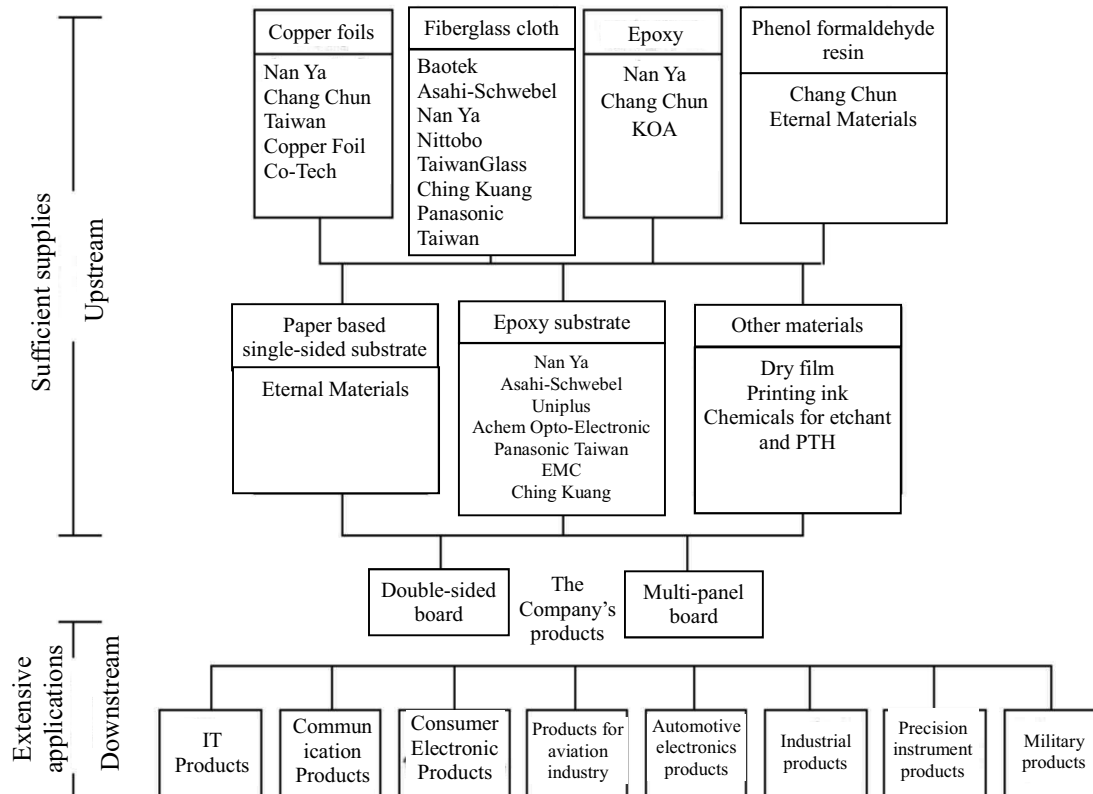 Sufficient supplies
Upstream
Copper foils
Nan Ya
Chang Chun
Taiwan
Copper Foil
Co-Tech
Fiberglass cloth
Baotek
Asahi-Schwebel
Nan Ya
Nittobo
TaiwanGlass
Ching Kuang
Panasonic
Taiwan
Epoxy
Nan Ya
Chang Chun
KOA
Phenol formaldehyde
resin
Chang Chun
Eternal Materials
Paper based
single-sided substrate
Eternal Materials
Epoxy substrate
Nan Ya
Asahi-Schwebel
Uniplus
Achem Opto-Electronic
Panasonic Taiwan
EMC
Ching Kuang
Other materials
Dry film
Printing ink
Chemicals for etchant
and PTH
Double-sided
board
The
Company’s
products
Multi-panel
board
Extensive
applications
Downstream
IT
Products
Commun
ication
Products
Consumer
Electronic
Products
Products for
aviation
industry
Automotive
electronics
products
Industrial
products
Precision
instrument
products
Military
products